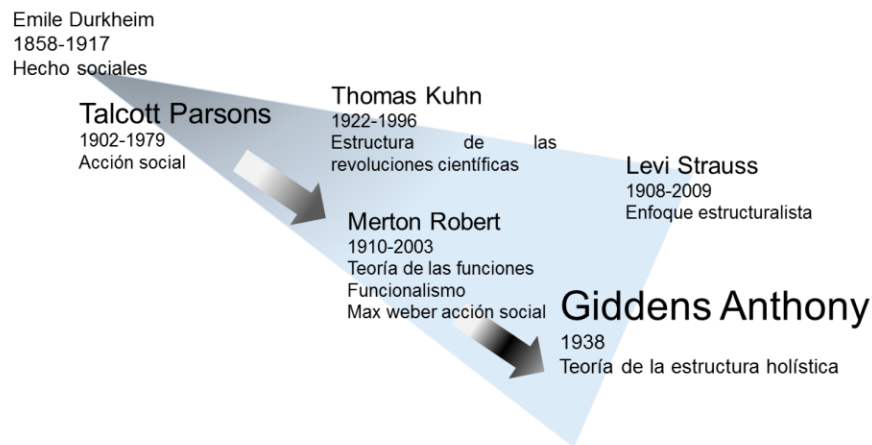 Emile Durkheim
1858-1917
Hecho sociales
Talcott Parsons
1902-1979
Acción social
Thomas Kuhn
1922-1996
Estructura de las
revoluciones científicas
Levi Strauss
1908-2009
Enfoque estructuralista
Merton Robert
1910-2003
Teoría de las funciones
Funcionalismo
Max weber acción social
Giddens Anthony
1938
Teoría de la estructura holística